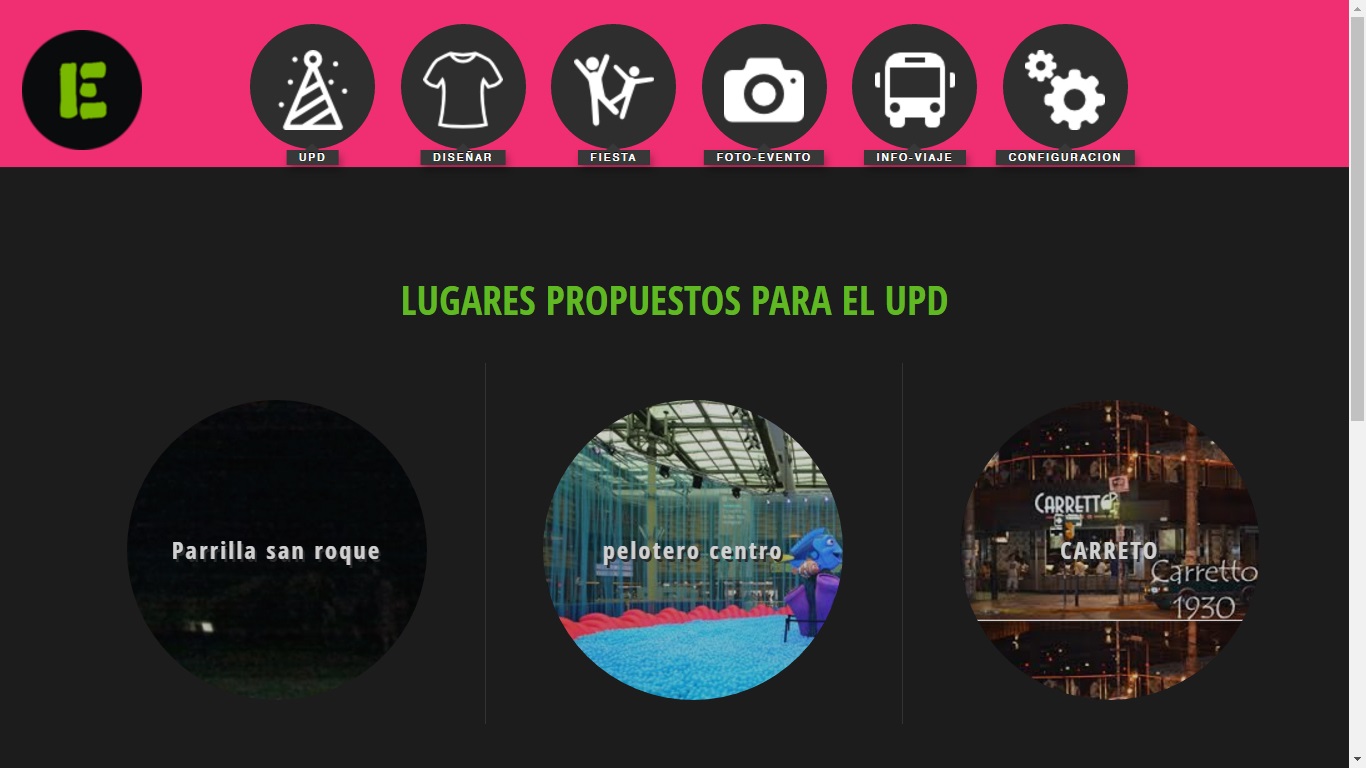 E
UPD
DISEÑAR
FIESTA
FOTO-EVENTO
INFO-VIAJE
CONFIGURACION
LUGARES PROPUESTOS PARA EL UPD
Parrilla san roque
pelotero centro
CARRETTO
CARRETO
Carretto
1930